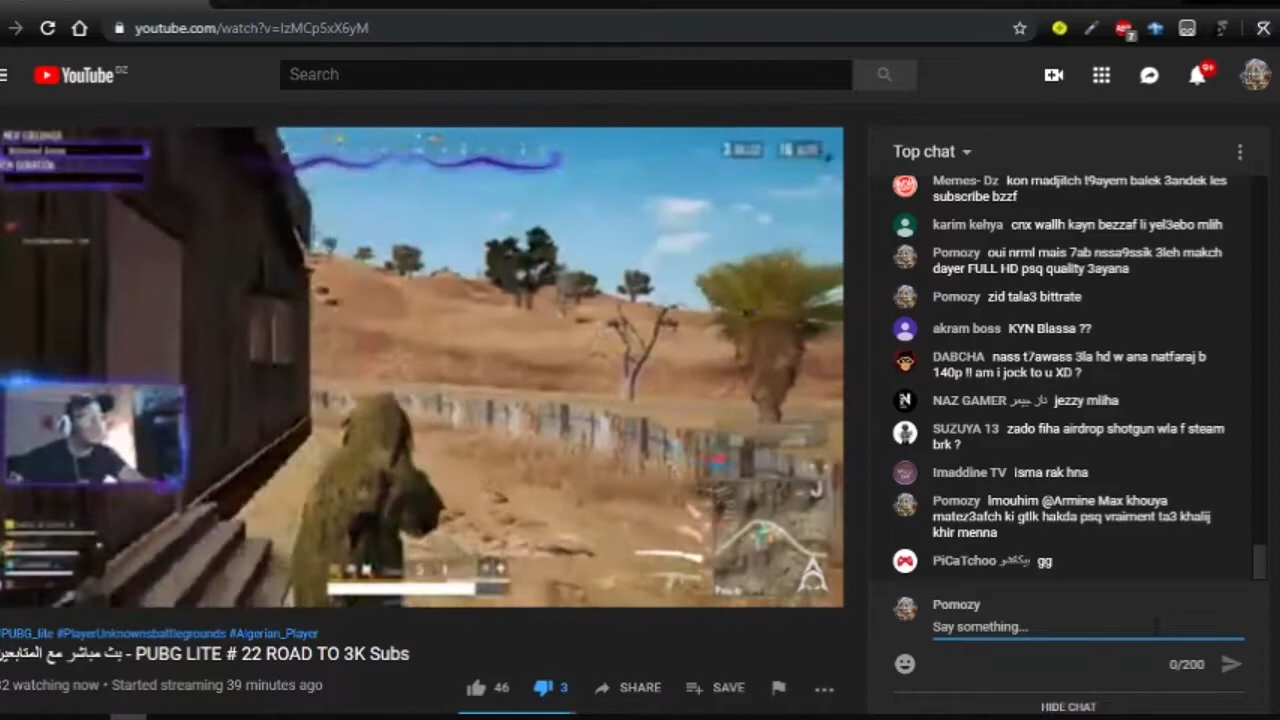 youtube.com/watch?v=IzMCp5xX6yM
YouTube DZ
Search
9+
Top chat
Memes- Dz kon madjitch t9ayem balek 3andek les
subscribe bzzf
karim kehya cnx wallh kayn bezzaf li yel3ebo mlih
Pomozy oui nrml mais 7ab nssa9ssik 3leh makch
dayer FULL HD psq quality 3ayana
Pomozy zid tala3 bittrate
akram boss KYN Blassa ??
DABCHA nass t7awass 3la hd w ana natfaraj b
140p !! am i jock to u XD ?
NAZ GAMER ناز جيمر jezzy mliha
SUZUYA 13 zado fiha airdrop shotgun wla f steam
brk ?
Imaddine TV isma rak hna
Pomozy lmouhim @Armine Max khouya
matez3afch ki gtlk hakda psq vraiment ta3 khalij
khir menna
PiCaTchoo بيكاتشو gg
Pomozy
Say something...
0/200
HIDE CHAT
PUBG_lite #PlayerUnknownsbattlegrounds #Algerian_Player
بث مباشر مع المتابعين - PUBG LITE # 22 ROAD TO 3K Subs
2 watching now • Started streaming 39 minutes ago
46
3
SHARE
SAVE